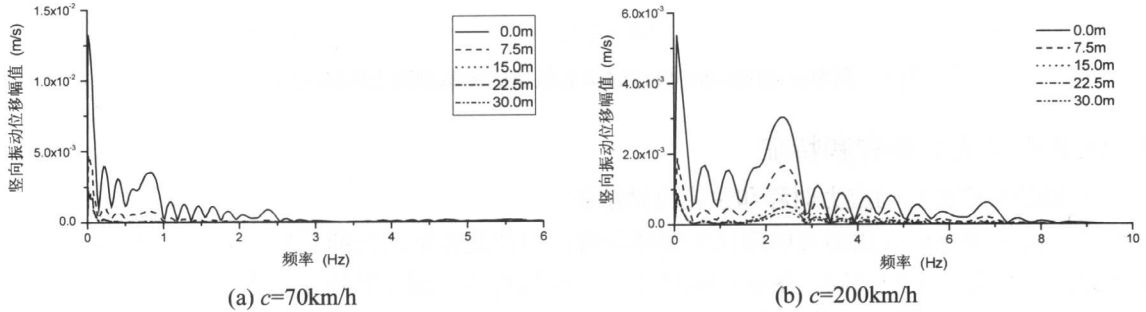 竖向振动位移幅值 (m/s)
1.5x10⁻²
1.0x10⁻²
5.0x10⁻³
0.0
0.0m
7.5m
15.0m
22.5m
30.0m
0 1 2 3 4 5 6
频率 (Hz)
(a) c=70km/h
竖向振动位移幅值 (m/s)
6.0x10⁻³
4.0x10⁻³
2.0x10⁻³
0.0
0.0m
7.5m
15.0m
22.5m
30.0m
0 2 4 6 8 10
频率 (Hz)
(b) c=200km/h